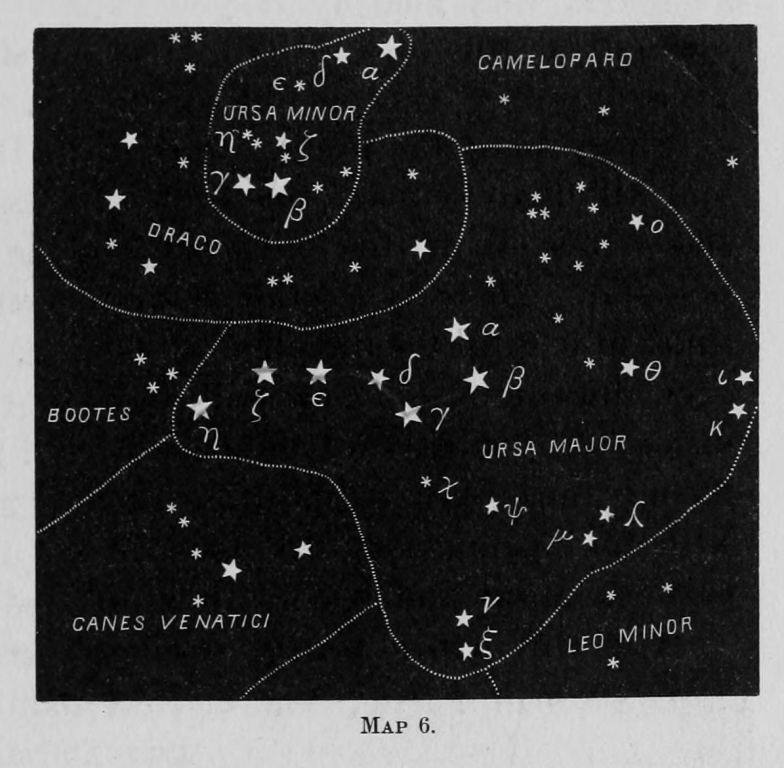 CAMELOPARD
ε δ α
URSA MINOR
η ζ
γ
β
DRACO
ο
α
ζ ε δ β θ ι
BOOTES η γ κ
URSA MAJOR
χ
ψ λ
μ
ν
CANES VENATICI ξ LEO MINOR
MAP 6.